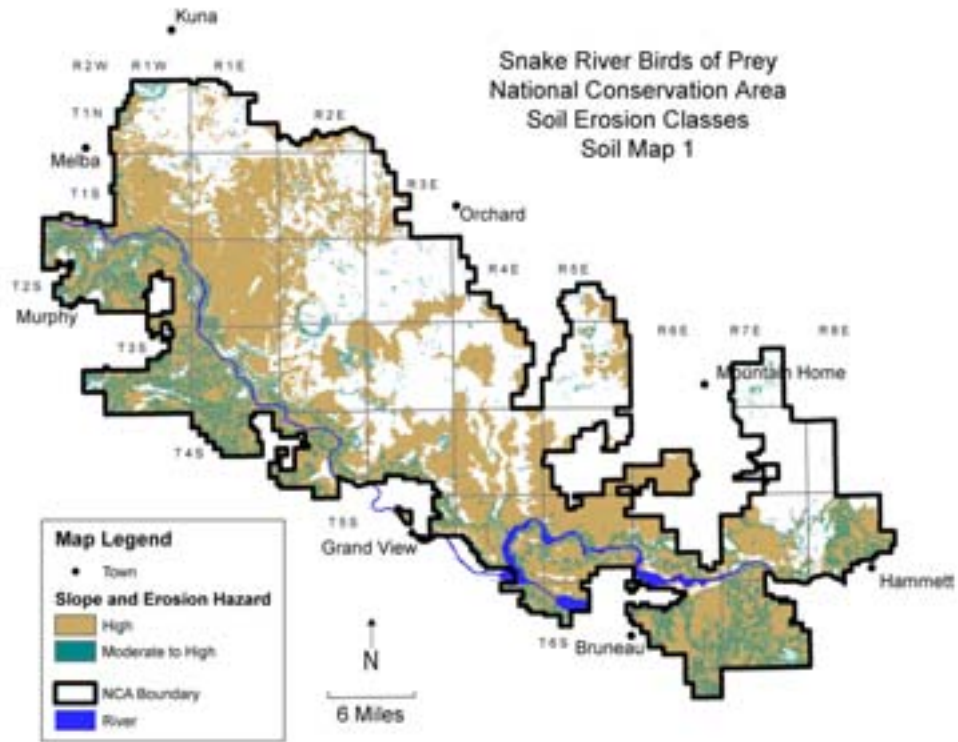 Kuna
R2W R1W R1E
Snake River Birds of Prey
National Conservation Area
Soil Erosion Classes
Soil Map 1
T1N
R2E
Melba
T1S
R3E
Orchard
T2S
R4E
R5E
Murphy
R6E
R7E
R8E
T3S
Mountain Home
T4S
T5S
Grand View
Hammett
T6S
Bruneau
Map Legend
Town
Slope and Erosion Hazard
High
Moderate to High
NCA Boundary
River
N
6 Miles